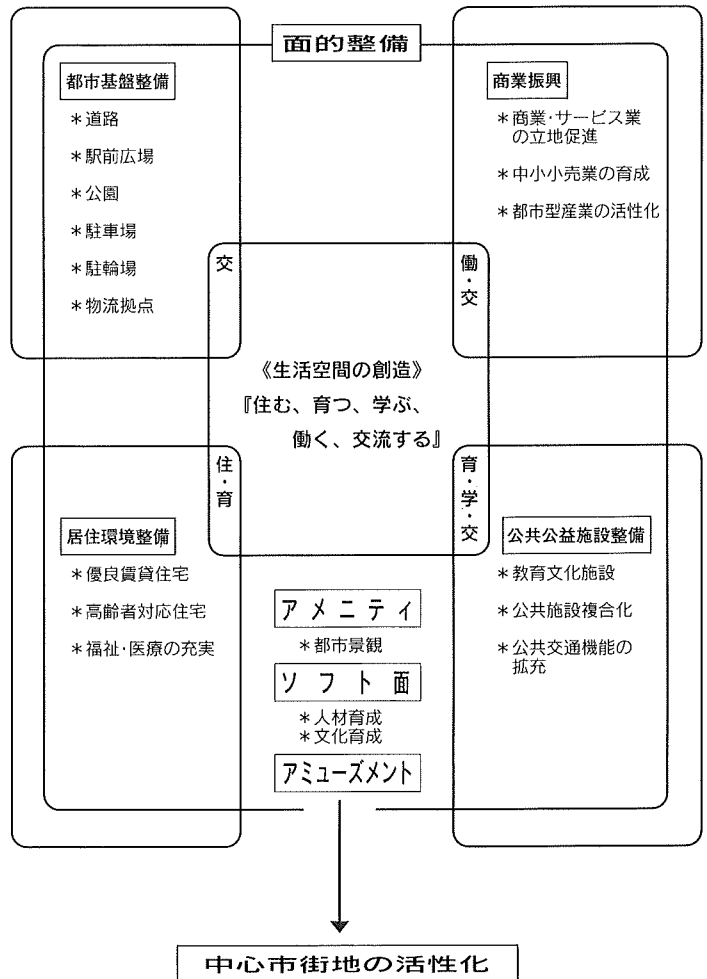 面的整備
都市基盤整備
＊道路
＊駅前広場
＊公園
＊駐車場
＊駐輪場
＊物流拠点
商業振興
＊商業・サービス業
の立地促進
＊中小小売業の育成
＊都市型産業の活性化
交
働・交
《生活空間の創造》
『住む、育つ、学ぶ、
働く、交流する』
住・育
育・学・交
居住環境整備
＊優良賃貸住宅
＊高齢者対応住宅
＊福祉・医療の充実
公共公益施設整備
＊教育文化施設
＊公共施設複合化
＊公共交通機能の
拡充
アメニティ
＊都市景観
ソフト面
＊人材育成
＊文化育成
アミューズメント
中心市街地の活性化